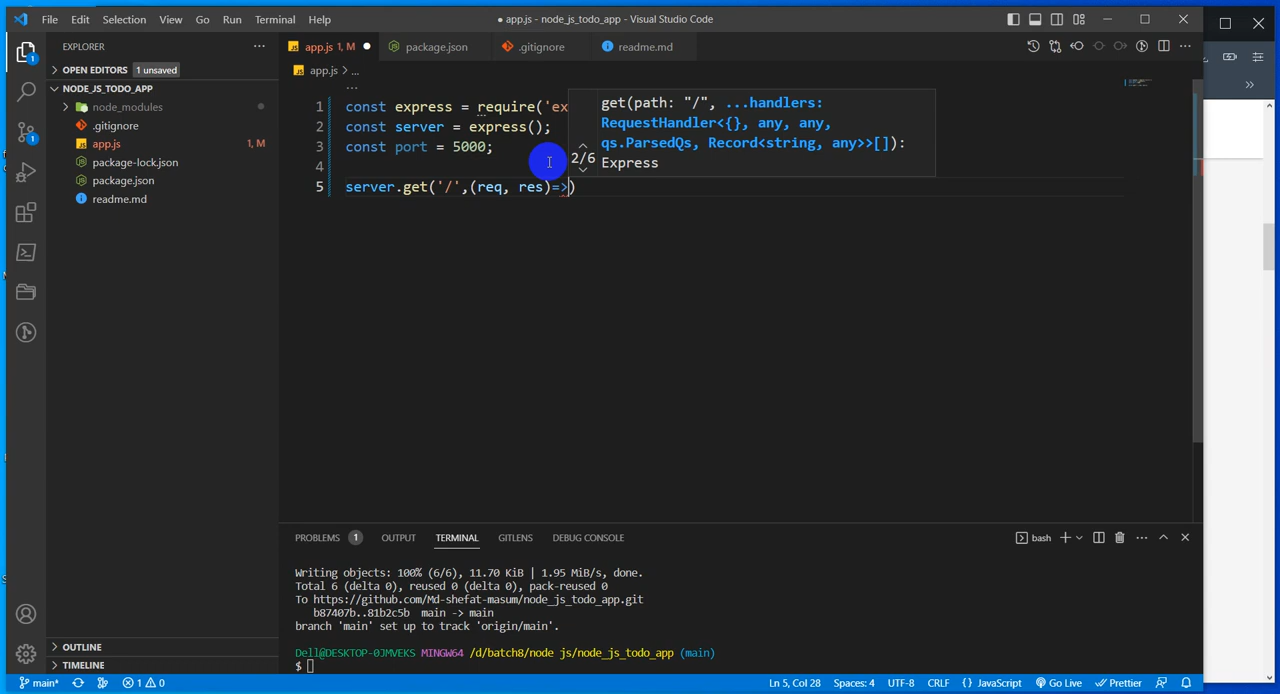 File Edit Selection View Go Run Terminal Help
● app.js - node_js_todo_app - Visual Studio Code
EXPLORER
app.js 1, M
package.json
.gitignore
readme.md
OPEN EDITORS 1 unsaved
app.js > ...
NODE_JS_TODO_APP
node_modules
.gitignore
app.js 1, M
package-lock.json
package.json
readme.md
1 const express = require('ex
2 const server = express();
3 const port = 5000;
4
5 server.get('/',(req, res)=>)
2/6
get(path: "/", ...handlers:
RequestHandler<{}, any, any,
qs.ParsedQs, Record<string, any>>[]):
Express
PROBLEMS 1 OUTPUT TERMINAL GITLENS DEBUG CONSOLE
bash
Writing objects: 100% (6/6), 11.70 KiB | 1.95 MiB/s, done.
Total 6 (delta 0), reused 0 (delta 0), pack-reused 0
To https://github.com/Md-shefat-masum/node_js_todo_app.git
b87407b..81b2c5b main -> main
branch 'main' set up to track 'origin/main'.
Dell@DESKTOP-0JMVEKS MINGW64 /d/batch8/node js/node_js_todo_app (main)
$
OUTLINE
TIMELINE
main* 1 0
Ln 5, Col 28 Spaces: 4 UTF-8 CRLF {} JavaScript Go Live Prettier